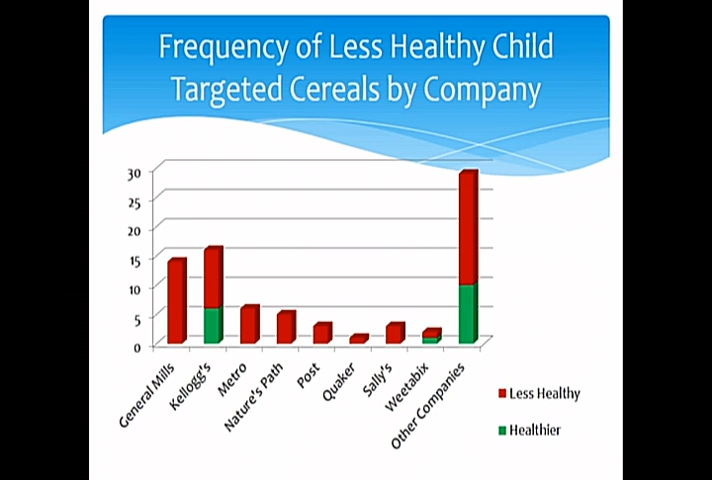 Frequency of Less Healthy Child
Targeted Cereals by Company
30
25
20
15
10
5
0
General Mills
Kellogg's
Metro
Nature's Path
Post
Quaker
Sally's
Weetabix
Other Companies
Less Healthy
Healthier